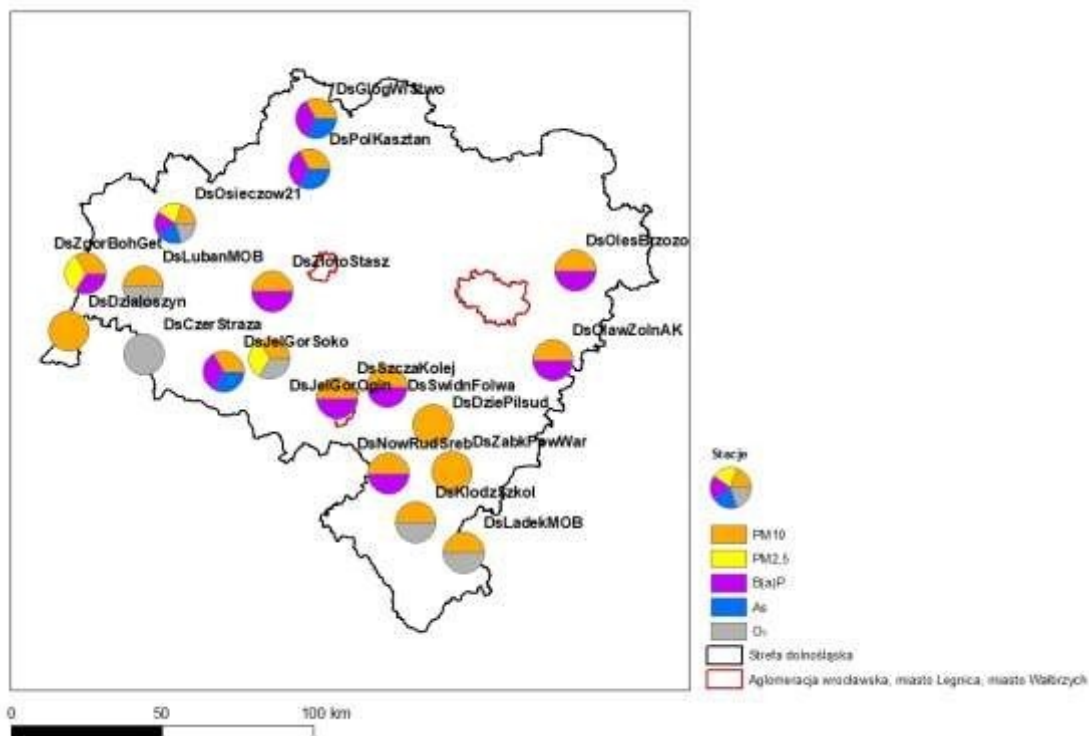 DsGlogWiStwo
DsPolKasztan
DsOsieczow21
DsZgorBohGet
DsLubanMOB
DsZlotoStasz
DsOlesBrzozo
DsDzialoszyn
DsCzerStraza
DsJelGorSoko
DsOlawZolnAK
DsSzczaKolej
DsJelGorOgin
DsSwidnFolwa
DsDziePilsud
DsNowRudSreb
DsZabkPowWar
DsKlodzSzkol
DsLadekMOB
Stacje
PM10
PM2,5
B(a)P
As
O₃
Strefa dolnośląska
Aglomeracja wrocławska, miasto Legnica, miasto Wałbrzych
0 50 100 km